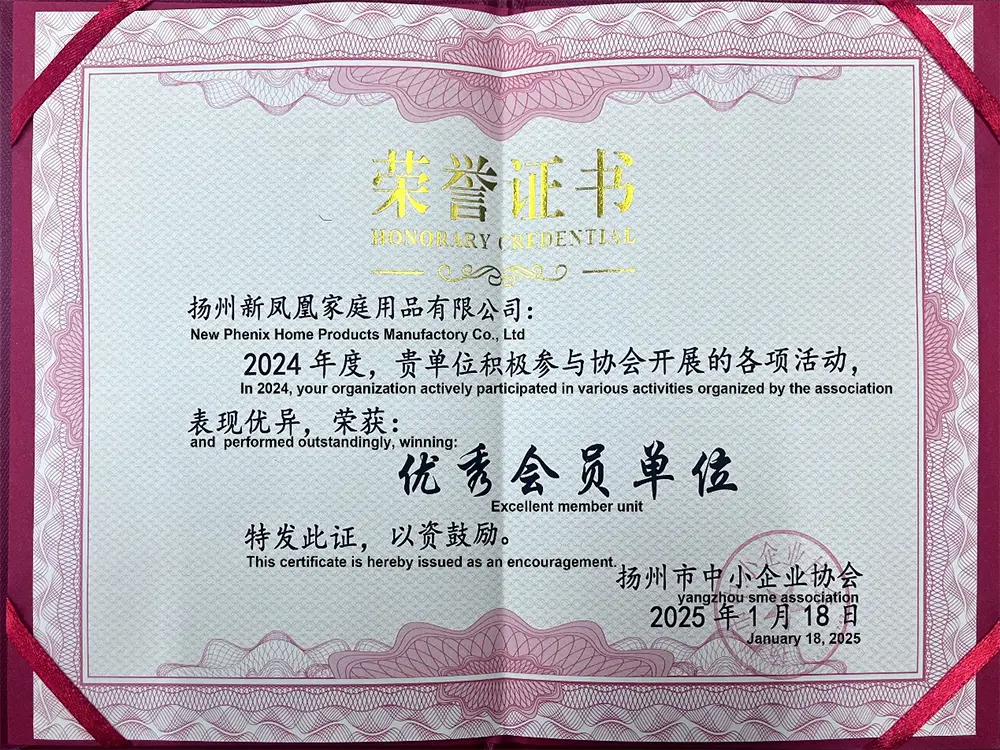 荣誉证书
HONORARY CREDENTIAL
扬州新凤凰家庭用品有限公司：
New Phenix Home Products Manufactory Co., Ltd
2024 年度，贵单位积极参与协会开展的各项活动，
In 2024, your organization actively participated in various activities organized by the association
表现优异，荣获：
and performed outstandingly, winning:
优秀会员单位
Excellent member unit
特发此证，以资鼓励。
This certificate is hereby issued as an encouragement.
扬州市中小企业协会
yangzhou sme association
2025 年 1 月 18 日
January 18, 2025